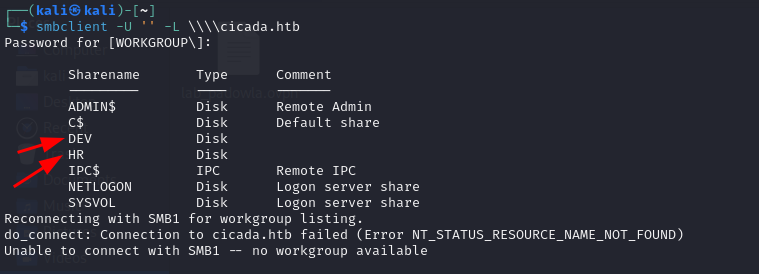 (kali㉿kali)-[~]
$ smbclient -U '' -L \\\\cicada.htb
Password for [WORKGROUP\]:
Sharename Type Comment
--------- ---- -------
ADMIN$ Disk Remote Admin
C$ Disk Default share
DEV Disk
HR Disk
IPC$ IPC Remote IPC
NETLOGON Disk Logon server share
SYSVOL Disk Logon server share
Reconnecting with SMB1 for workgroup listing.
do_connect: Connection to cicada.htb failed (Error NT_STATUS_RESOURCE_NAME_NOT_FOUND)
Unable to connect with SMB1 -- no workgroup available